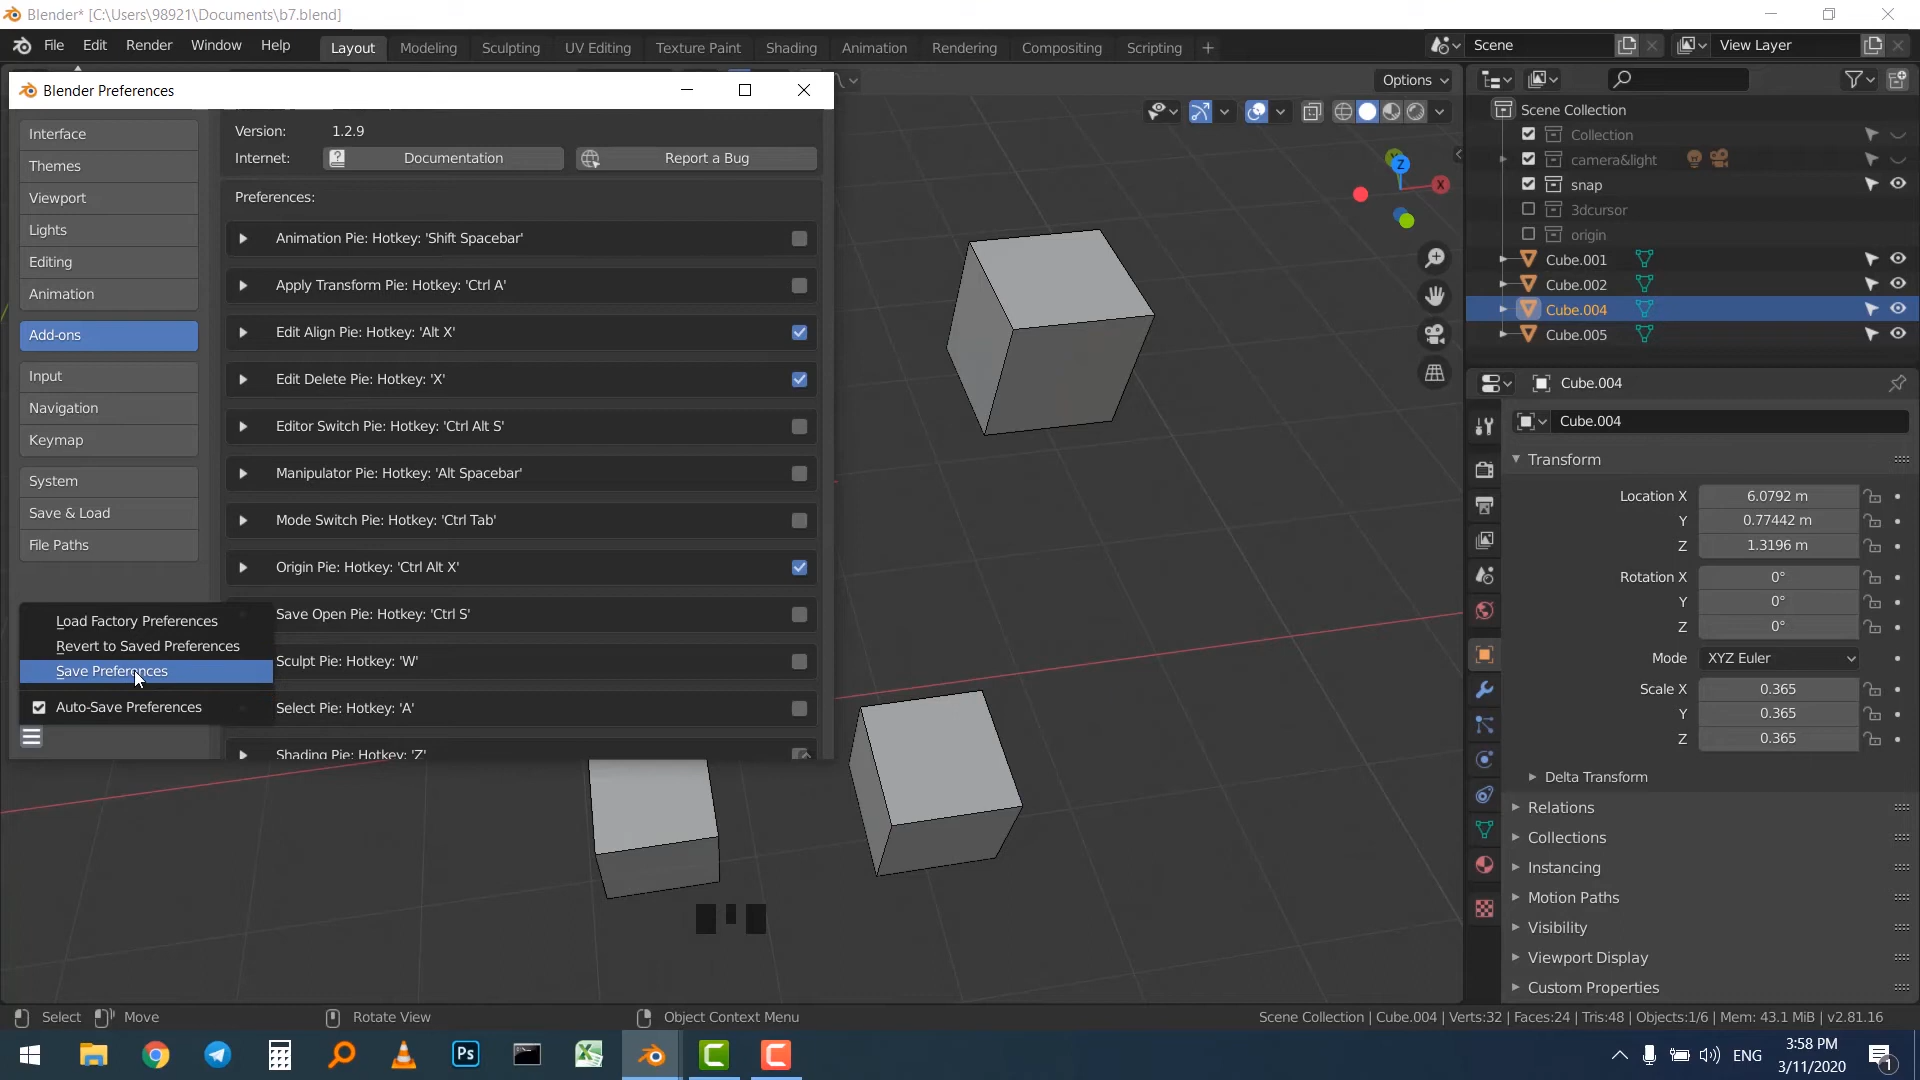 Blender* [C:\Users\98921\Documents\b7.blend]
File Edit Render Window Help Layout Modeling Sculpting UV Editing Texture Paint Shading Animation Rendering Compositing Scripting + Scene View Layer
Options
Blender Preferences
Interface
Themes
Viewport
Lights
Editing
Animation
Add-ons
Input
Navigation
Keymap
System
Save & Load
File Paths
Load Factory Preferences
Revert to Saved Preferences
Save Preferences
Auto-Save Preferences
Version: 1.2.9
Internet: Documentation Report a Bug
Preferences:
Animation Pie: Hotkey: 'Shift Spacebar'
Apply Transform Pie: Hotkey: 'Ctrl A'
Edit Align Pie: Hotkey: 'Alt X'
Edit Delete Pie: Hotkey: 'X'
Editor Switch Pie: Hotkey: 'Ctrl Alt S'
Manipulator Pie: Hotkey: 'Alt Spacebar'
Mode Switch Pie: Hotkey: 'Ctrl Tab'
Origin Pie: Hotkey: 'Ctrl Alt X'
Save Open Pie: Hotkey: 'Ctrl S'
Sculpt Pie: Hotkey: 'W'
Select Pie: Hotkey: 'A'
Shading Pie: Hotkey: 'Z'
Z
X
Scene Collection
Collection
camera&light
snap
3dcursor
origin
Cube.001
Cube.002
Cube.004
Cube.005
Cube.004
Cube.004
Transform
Location X 6.0792 m
Y 0.77442 m
Z 1.3196 m
Rotation X 0°
Y 0°
Z 0°
Mode XYZ Euler
Scale X 0.365
Y 0.365
Z 0.365
Delta Transform
Relations
Collections
Instancing
Motion Paths
Visibility
Viewport Display
Custom Properties
Select Move Rotate View Object Context Menu Scene Collection | Cube.004 | Verts:32 | Faces:24 | Tris:48 | Objects:1/6 | Mem: 43.1 MiB | v2.81.16
Ps
ENG
3:58 PM
3/11/2020
1